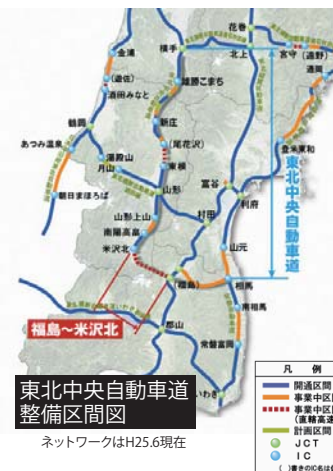 花巻
金浦
横手
北上
宮守
(遠野)
(遊佐)
雄勝こまち
酒田みなと
新庄
鶴岡
(尾花沢)
登米東和
あつみ温泉
湯殿山
東根
月山
富谷
朝日まほろば
山形
利府
村田
山形上山
南陽高畠
山元
米沢北
(福島)
相馬
福島～米沢北
南相馬
郡山
常磐富岡
いわき
東北中央自動車道
東北中央自動車道
整備区間図
ネットワークはH25.6現在
凡 例
開通区間
事業中区間
事業中区間
(直轄高速
計画区間
JCT
IC